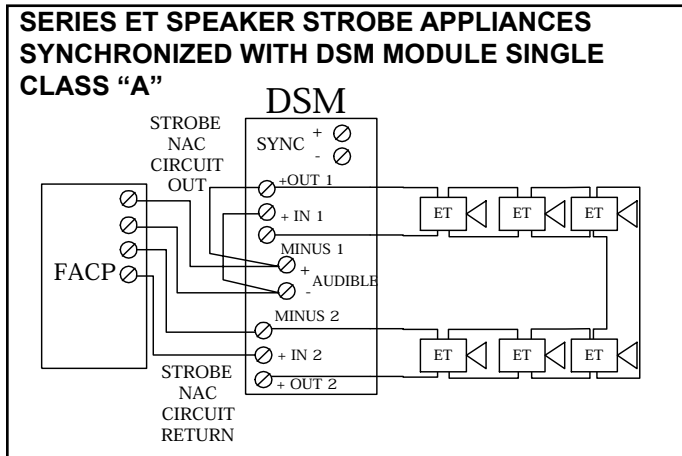 SERIES ET SPEAKER STROBE APPLIANCES
SYNCHRONIZED WITH DSM MODULE SINGLE
CLASS “A”
DSM
STROBE
NAC
CIRCUIT
OUT
SYNC + -
+OUT 1
+ IN 1
MINUS 1
+
AUDIBLE
-
MINUS 2
+ IN 2
+ OUT 2
FACP
STROBE
NAC
CIRCUIT
RETURN
ET ET ET
ET ET ET